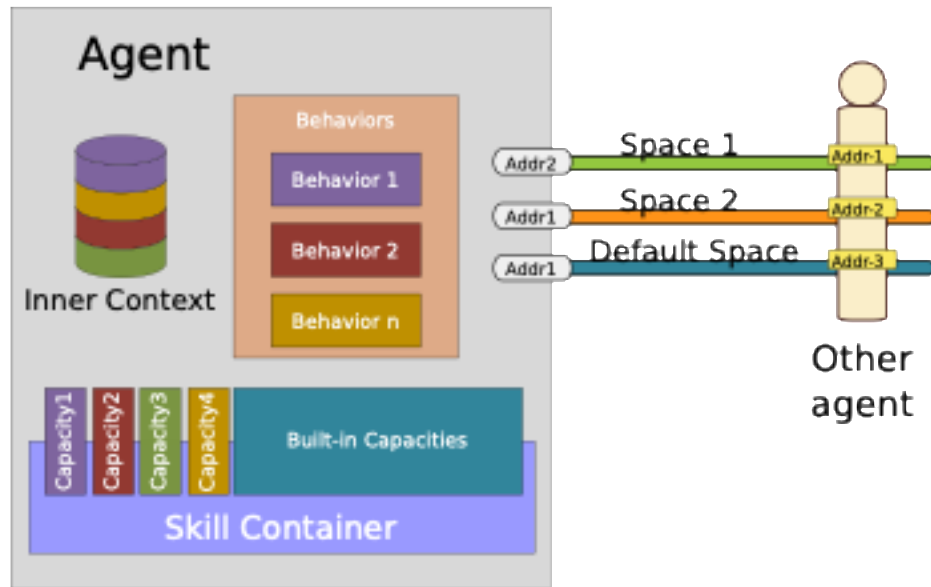 Agent
Behaviors
Behavior 1
Behavior 2
Behavior n
Inner Context
Capacity1
Capacity2
Capacity3
Capacity4
Built-in Capacities
Skill Container
Addr2
Space 1
Addr-1
Addr1
Space 2
Addr-2
Addr1
Default Space
Addr-3
Other
agent